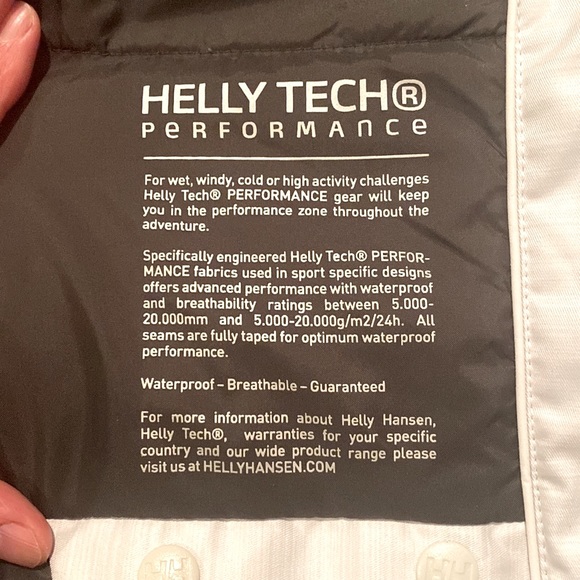 HELLY TECH®
PERFORMANCE
For wet, windy, cold or high activity challenges
Helly Tech® PERFORMANCE gear will keep
you in the performance zone throughout the
adventure.
Specifically engineered Helly Tech® PERFOR-
MANCE fabrics used in sport specific designs
offers advanced performance with waterproof
and breathability ratings between 5.000-
20.000mm and 5.000-20.000g/m2/24h. All
seams are fully taped for optimum waterproof
performance.
Waterproof – Breathable – Guaranteed
For more information about Helly Hansen,
Helly Tech®, warranties for your specific
country and our wide product range please
visit us at HELLYHANSEN.COM
HH HH